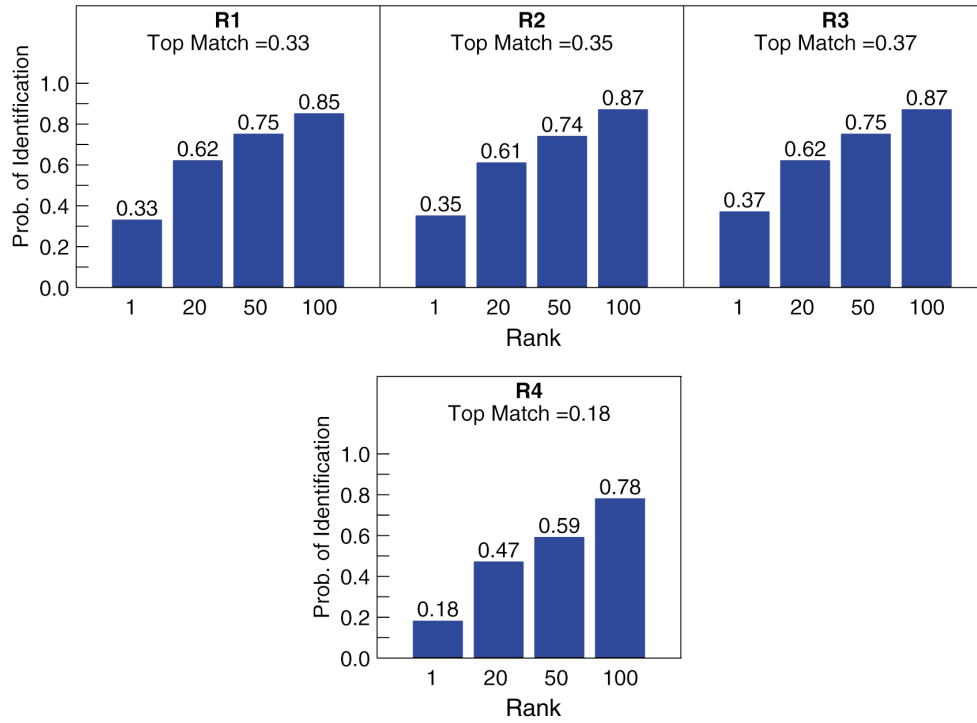 R1
Top Match =0.33
R2
Top Match =0.35
R3
Top Match =0.37
Prob. of Identification
1.0
0.8
0.6
0.4
0.2
0.0
0.33
0.62
0.75
0.85
0.35
0.61
0.74
0.87
0.37
0.62
0.75
0.87
1 20 50 100
1 20 50 100
1 20 50 100
Rank
R4
Top Match =0.18
Prob. of Identification
1.0
0.8
0.6
0.4
0.2
0.0
0.18
0.47
0.59
0.78
1 20 50 100
Rank